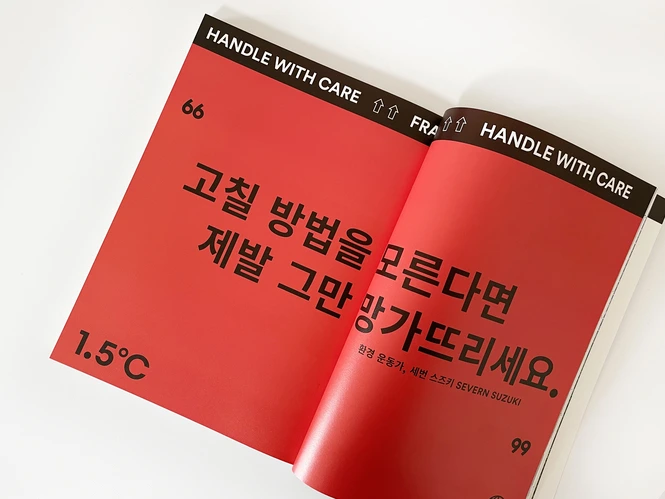 HANDLE WITH CARE ⇧⇧
FRA
⇧⇧ HANDLE WITH CARE
66
고칠 방법을 모른다면
제발 그만 망가뜨리세요.
환경 운동가, 세번 스즈키 SEVERN SUZUKI
1.5°C
99